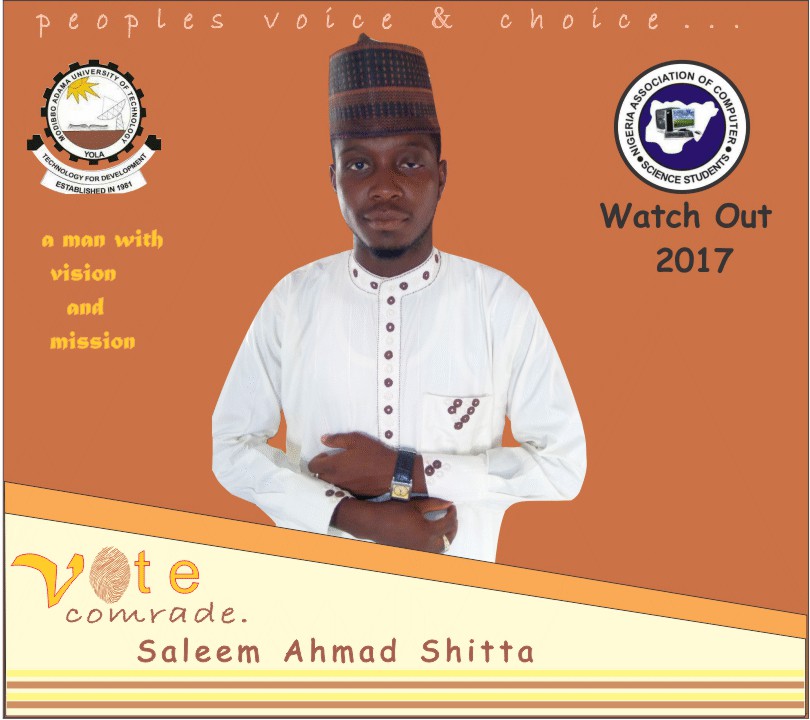 peoples voice & choice...
MODIBBO ADAMA UNIVERSITY OF TECHNOLOGY
YOLA
TECHNOLOGY FOR DEVELOPMENT
ESTABLISHED IN 1981
NIGERIA ASSOCIATION OF COMPUTER
SCIENCE STUDENTS
Watch Out
2017
a man with
vision
and
mission
Vote
comrade.
Saleem Ahmad Shitta